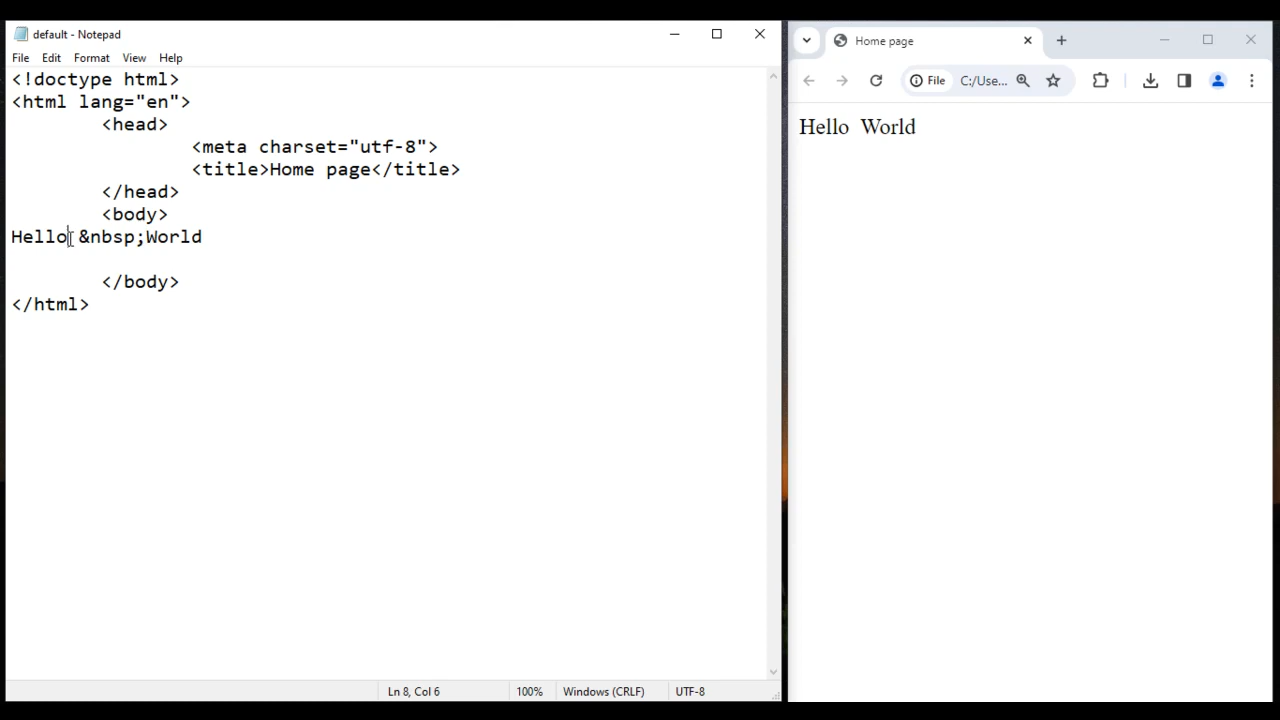 default - Notepad
File Edit Format View Help
<!doctype html>
<html lang="en">
<head>
<meta charset="utf-8">
<title>Home page</title>
</head>
<body>
Hello &nbsp;World
</body>
</html>
Ln 8, Col 6 100% Windows (CRLF) UTF-8
Home page
File C:/Use...
Hello  World